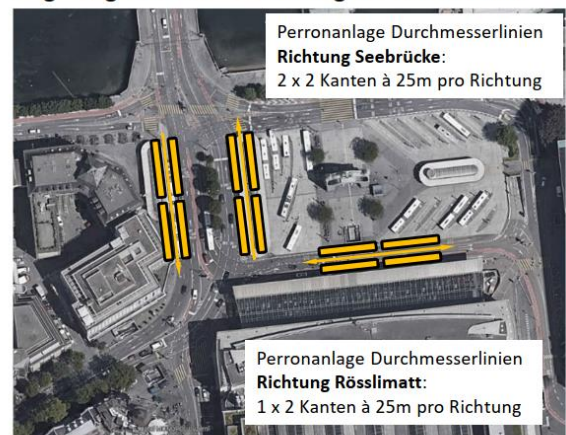 Perronanlage Durchmesserlinien
Richtung Seebrücke:
2 x 2 Kanten à 25m pro Richtung
Perronanlage Durchmesserlinien
Richtung Rösslimatt:
1 x 2 Kanten à 25m pro Richtung